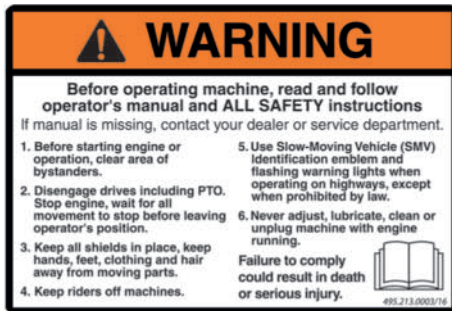 WARNING
Before operating machine, read and follow
operator's manual and ALL SAFETY instructions
If manual is missing, contact your dealer or service department.
1. Before starting engine or
operation, clear area of
bystanders.
2. Disengage drives including PTO.
Stop engine, wait for all
movement to stop before leaving
operator's position.
3. Keep all shields in place, keep
hands, feet, clothing and hair
away from moving parts.
4. Keep riders off machines.
5. Use Slow-Moving Vehicle (SMV)
Identification emblem and
flashing warning lights when
operating on highways, except
when prohibited by law.
6. Never adjust, lubricate, clean or
unplug machine with engine
running.
Failure to comply
could result in death
or serious injury.
495.213.0003/16